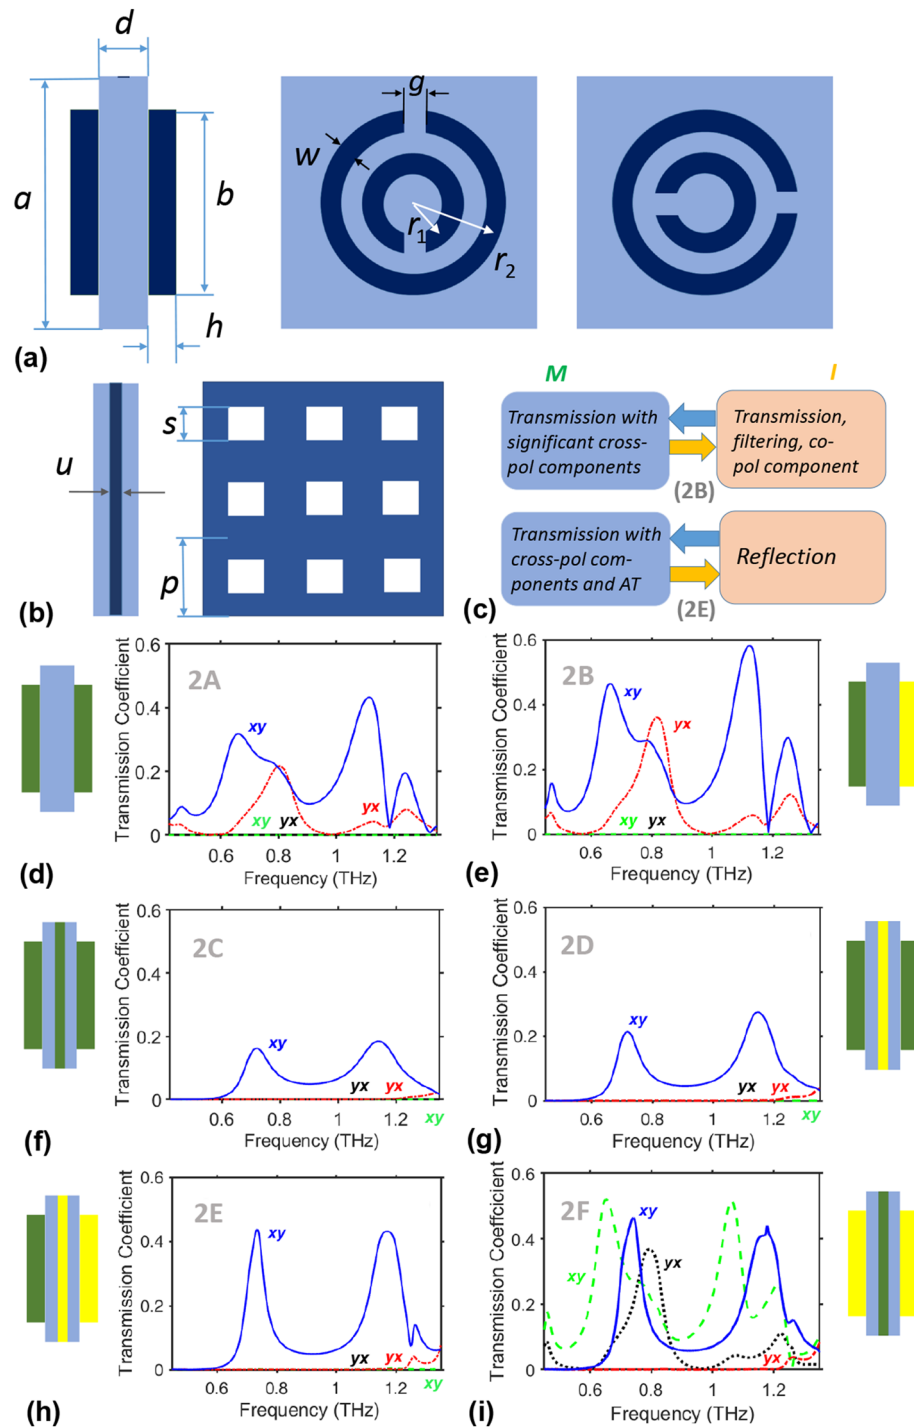 d
a
b
h
g
w
r1
r2
(a)
u
s
p
(b)
M
I
Transmission with
significant cross-
pol components
Transmission,
filtering, co-
pol component
(2B)
Transmission with
cross-pol com-
ponents and AT
Reflection
(2E)
(c)
Transmission Coefficient
0.6
0.4
0.2
0
2A
xy
xy
yx
yx
0.6
0.8
1
1.2
Frequency (THz)
(d)
Transmission Coefficient
0.6
0.4
0.2
0
2B
xy
yx
xy
yx
0.6
0.8
1
1.2
Frequency (THz)
(e)
Transmission Coefficient
0.6
0.4
0.2
0
2C
xy
yx
yx
xy
0.6
0.8
1
1.2
Frequency (THz)
(f)
Transmission Coefficient
0.6
0.4
0.2
0
2D
xy
yx
yx
xy
0.6
0.8
1
1.2
Frequency (THz)
(g)
Transmission Coefficient
0.6
0.4
0.2
0
2E
xy
yx
yx
xy
0.6
0.8
1
1.2
Frequency (THz)
(h)
Transmission Coefficient
0.6
0.4
0.2
0
2F
xy
xy
yx
yx
0.6
0.8
1
1.2
Frequency (THz)
(i)